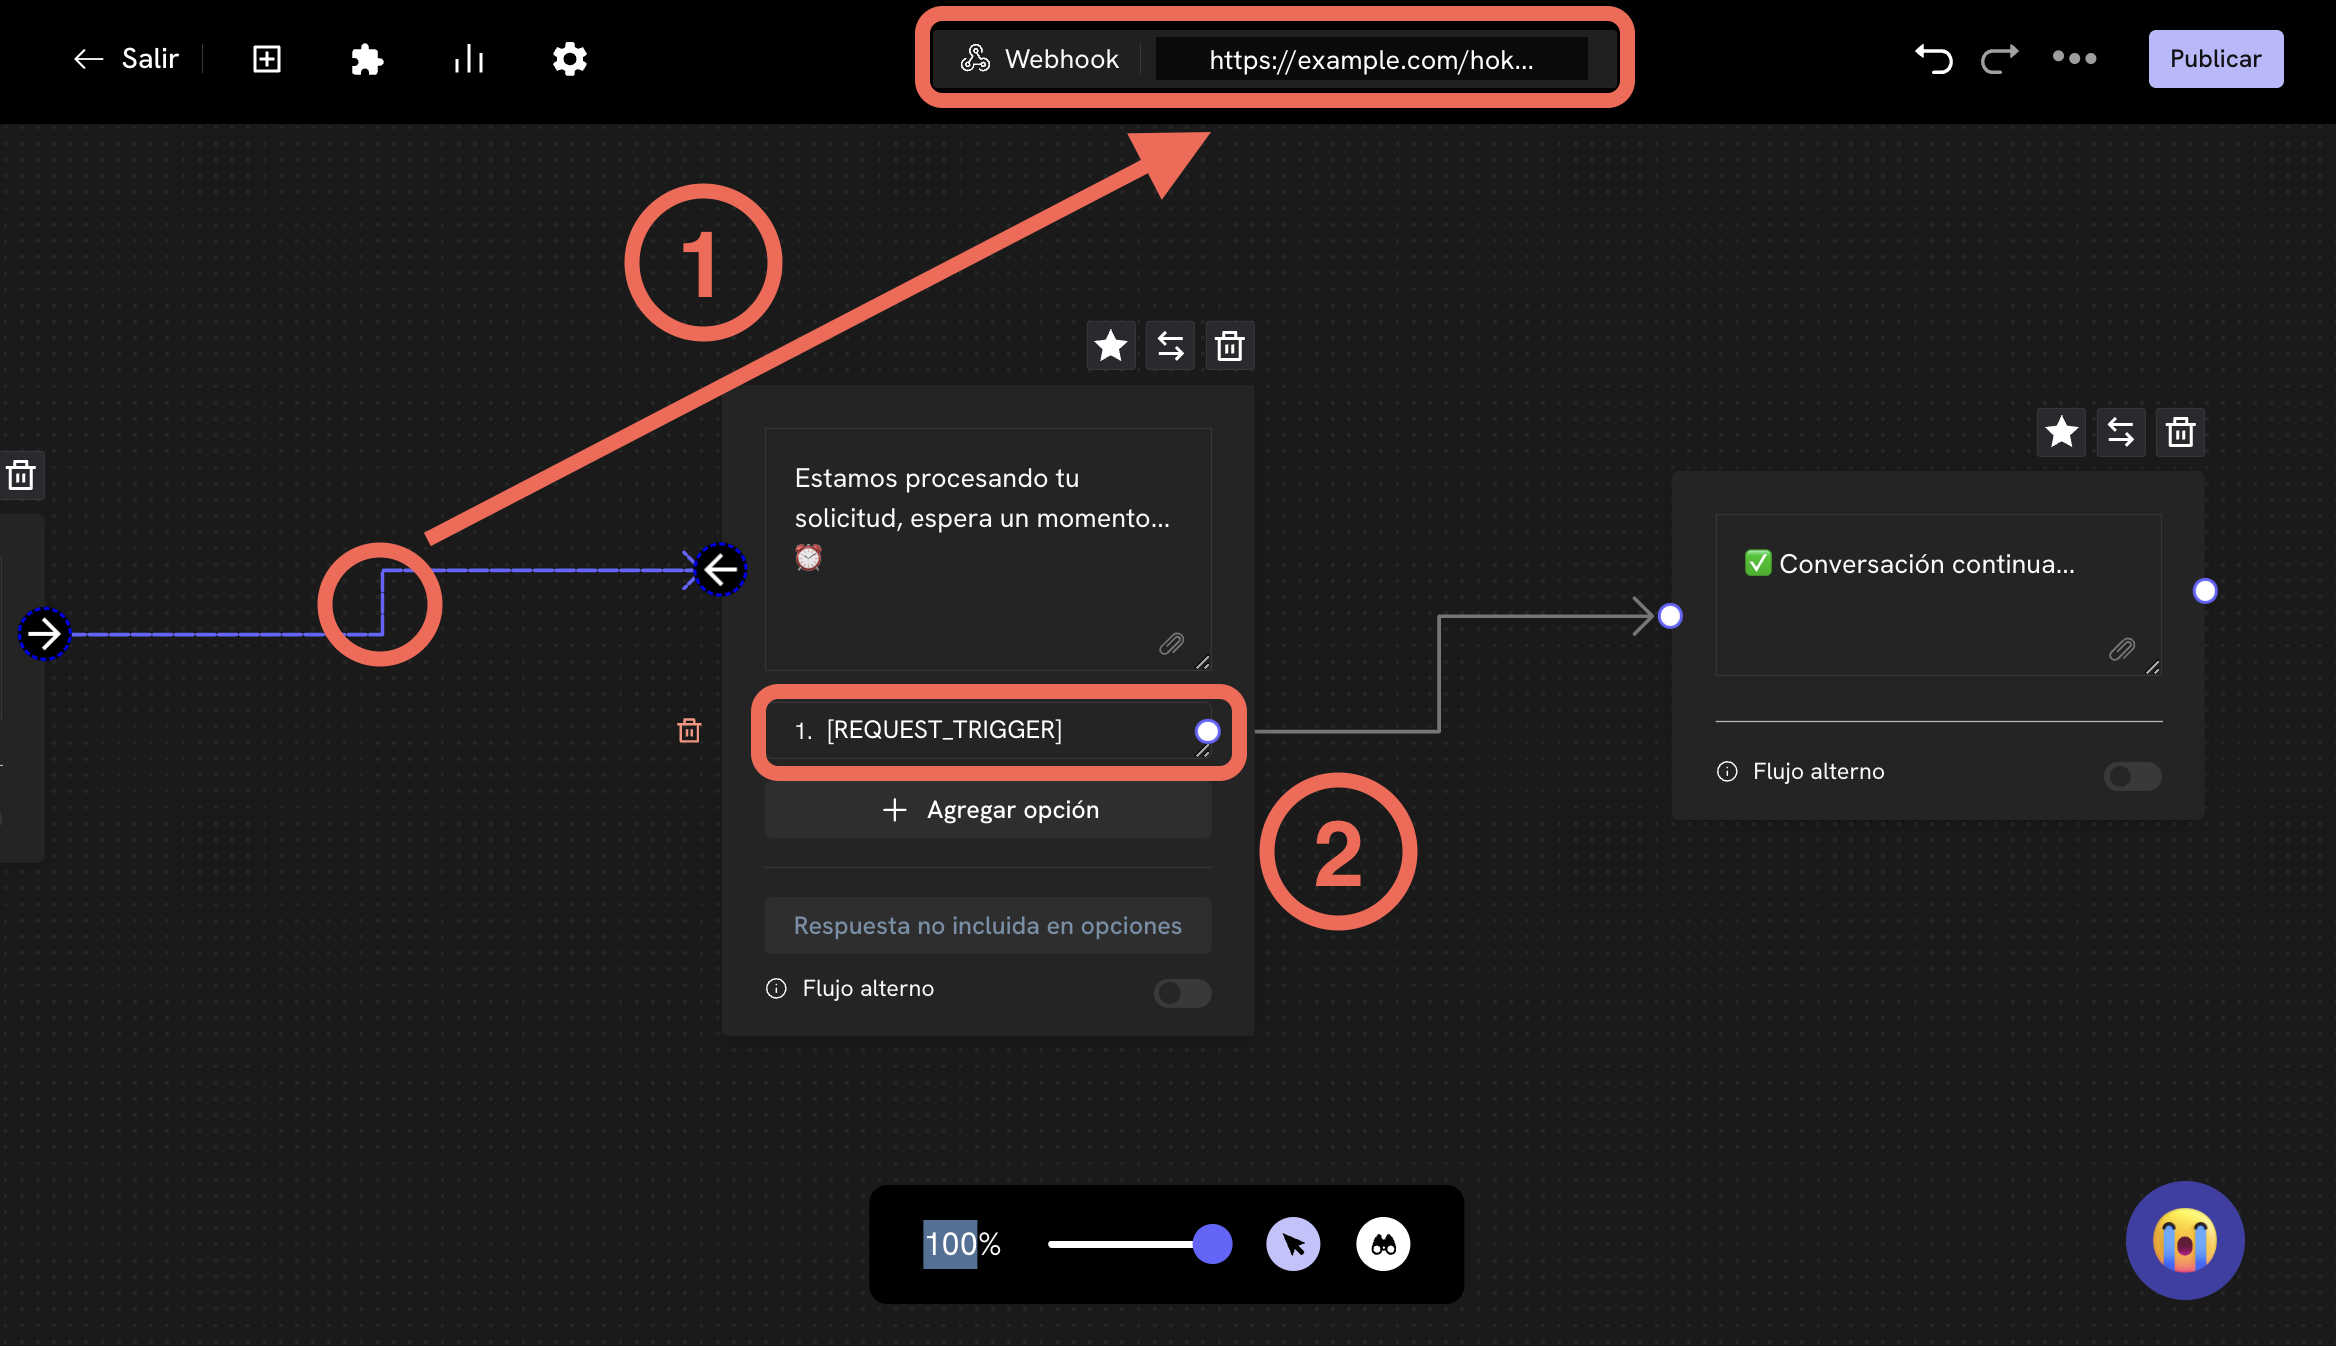 Salir
Webhook
https://example.com/hok...
Publicar
1
Estamos procesando tu
solicitud, espera un momento...
⏰
✅ Conversación continua...
1. [REQUEST_TRIGGER]
Flujo alterno
Agregar opción
2
Respuesta no incluida en opciones
Flujo alterno
100%